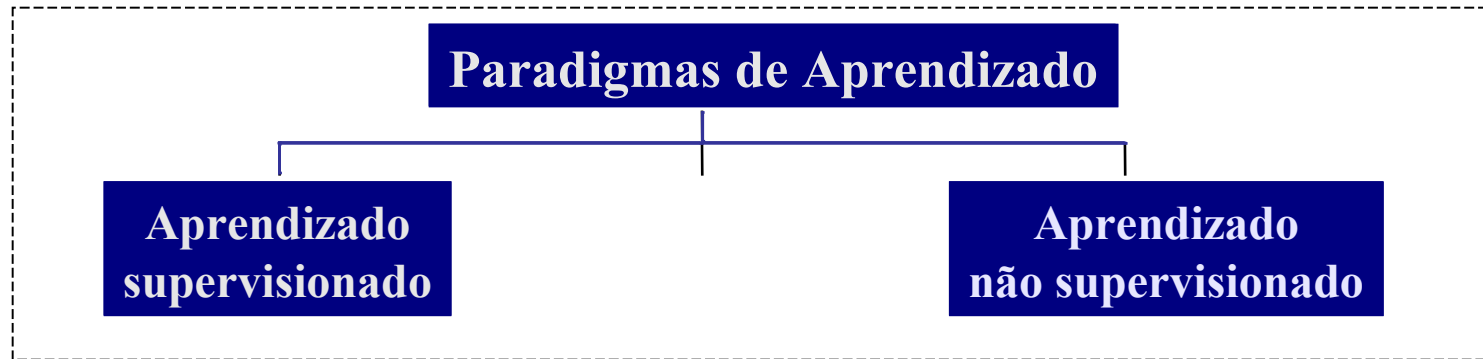 Paradigmas de Aprendizado
Aprendizado
supervisionado
Aprendizado
não supervisionado